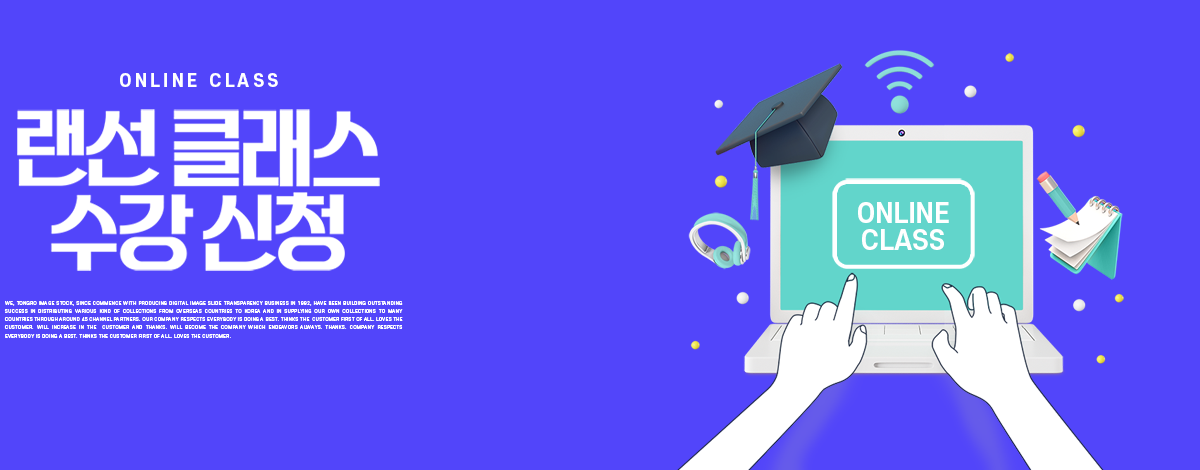 ONLINE CLASS
랜선 클래스
수강 신청
WE, TONGRO IMAGE STOCK, SINCE COMMENCE WITH PRODUCING DIGITAL IMAGE SLIDE TRANSPARENCY BUSINESS IN 1992, HAVE BEEN BUILDING OUTSTANDING
SUCCESS IN DISTRIBUTING VARIOUS KIND OF COLLECTIONS FROM OVERSEAS COUNTRIES TO KOREA AND IN SUPPLYING OUR OWN COLLECTIONS TO MANY
COUNTRIES THROUGH AROUND 45 CHANNEL PARTNERS. OUR COMPANY RESPECTS EVERYBODY IS DOING A BEST. THINKS THE CUSTOMER FIRST OF ALL. LOVES THE
CUSTOMER. WILL INCREASE IN THE CUSTOMER AND THANKS. WILL BECOME THE COMPANY WHICH ENDEAVORS ALWAYS. THANKS. COMPANY RESPECTS
EVERYBODY IS DOING A BEST. THINKS THE CUSTOMER FIRST OF ALL. LOVES THE CUSTOMER.
ONLINE
CLASS